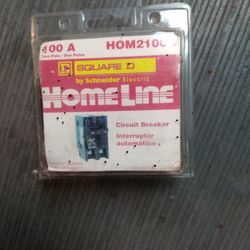 100 A
HOM2100
Two Pole / Dos Polos
SQUARE D
by Schneider Electric
HOMELINE
Circuit Breaker
Interruptor
automático